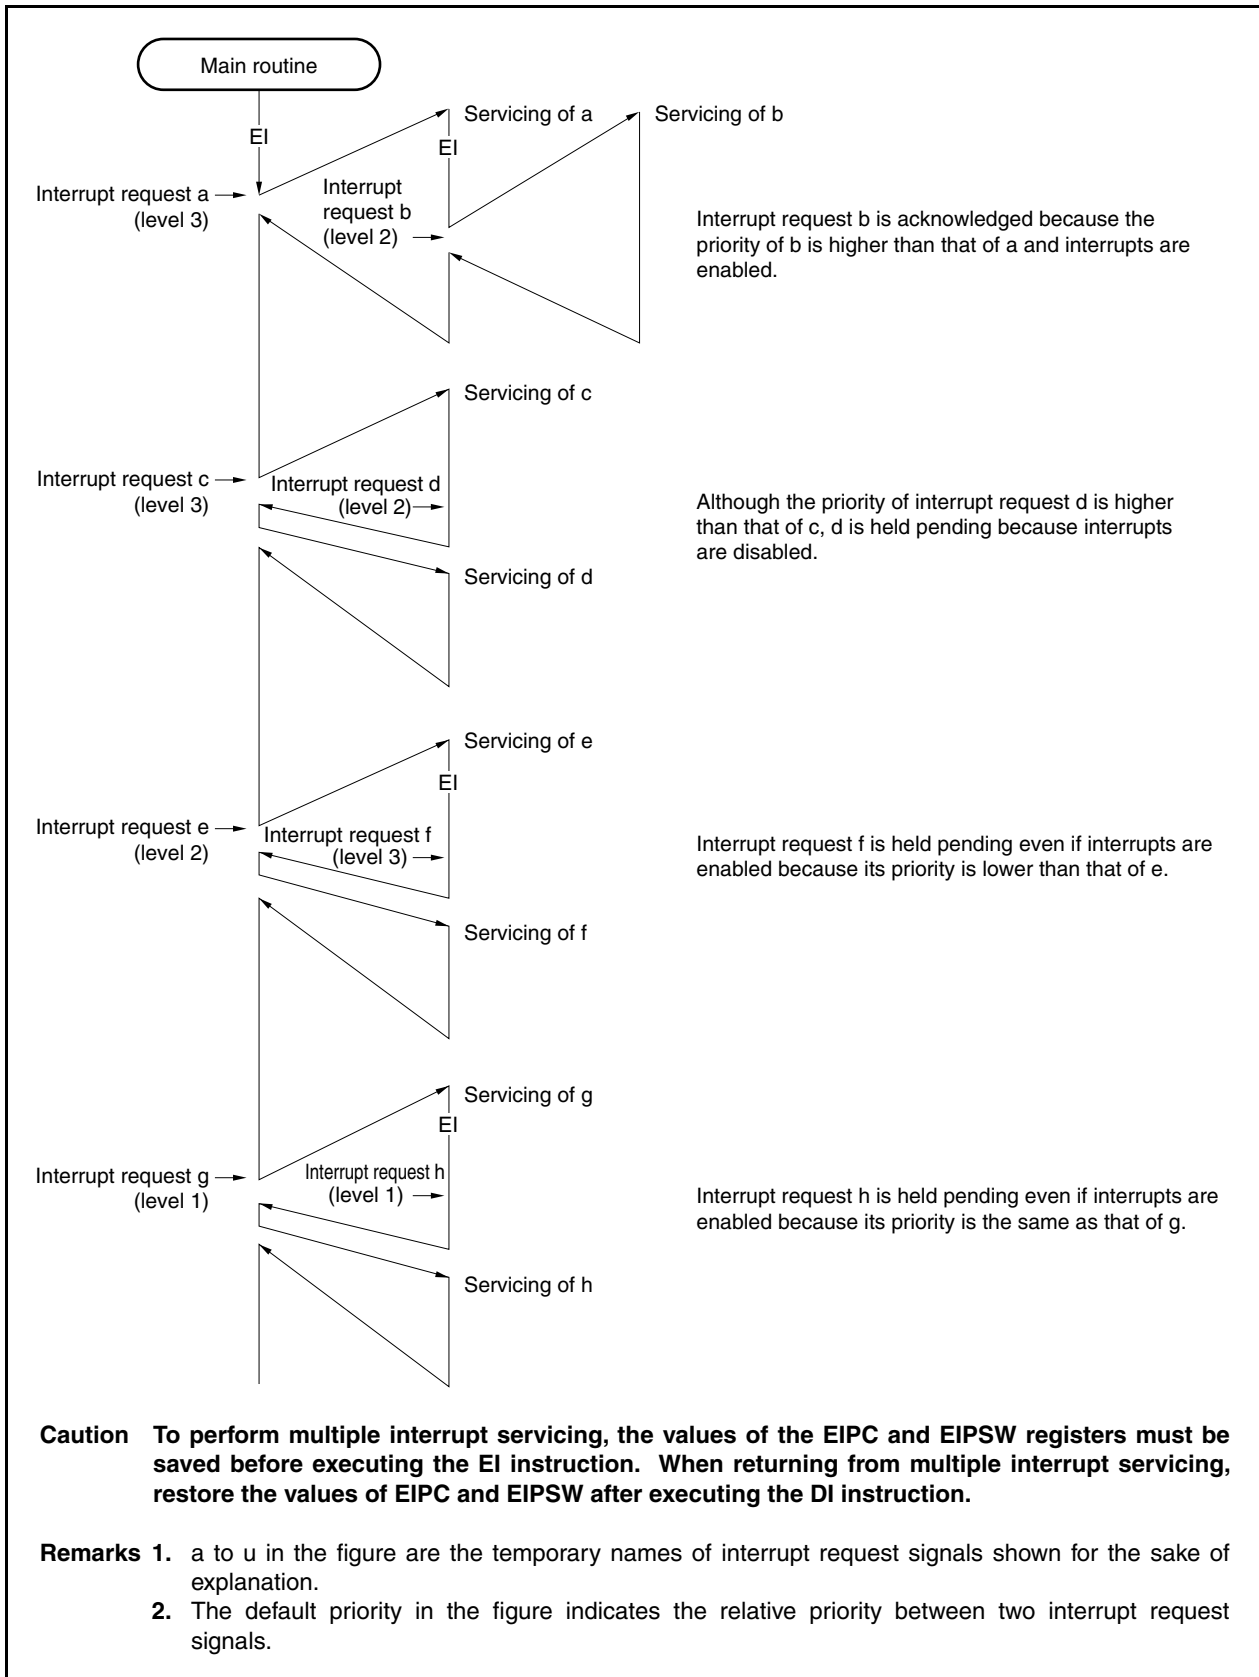 Main routine
EI
Servicing of a
Servicing of b
EI
Interrupt request a
(level 3)
Interrupt
request b
(level 2)
Interrupt request b is acknowledged because the
priority of b is higher than that of a and interrupts are
enabled.
Servicing of c
Interrupt request c
(level 3)
Interrupt request d
(level 2)
Although the priority of interrupt request d is higher
than that of c, d is held pending because interrupts
are disabled.
Servicing of d
Servicing of e
EI
Interrupt request e
(level 2)
Interrupt request f
(level 3)
Interrupt request f is held pending even if interrupts are
enabled because its priority is lower than that of e.
Servicing of f
Servicing of g
EI
Interrupt request g
(level 1)
Interrupt request h
(level 1)
Interrupt request h is held pending even if interrupts are
enabled because its priority is the same as that of g.
Servicing of h
Caution To perform multiple interrupt servicing, the values of the EIPC and EIPSW registers must be
saved before executing the EI instruction. When returning from multiple interrupt servicing,
restore the values of EIPC and EIPSW after executing the DI instruction.
Remarks 1. a to u in the figure are the temporary names of interrupt request signals shown for the sake of
explanation.
2. The default priority in the figure indicates the relative priority between two interrupt request
signals.